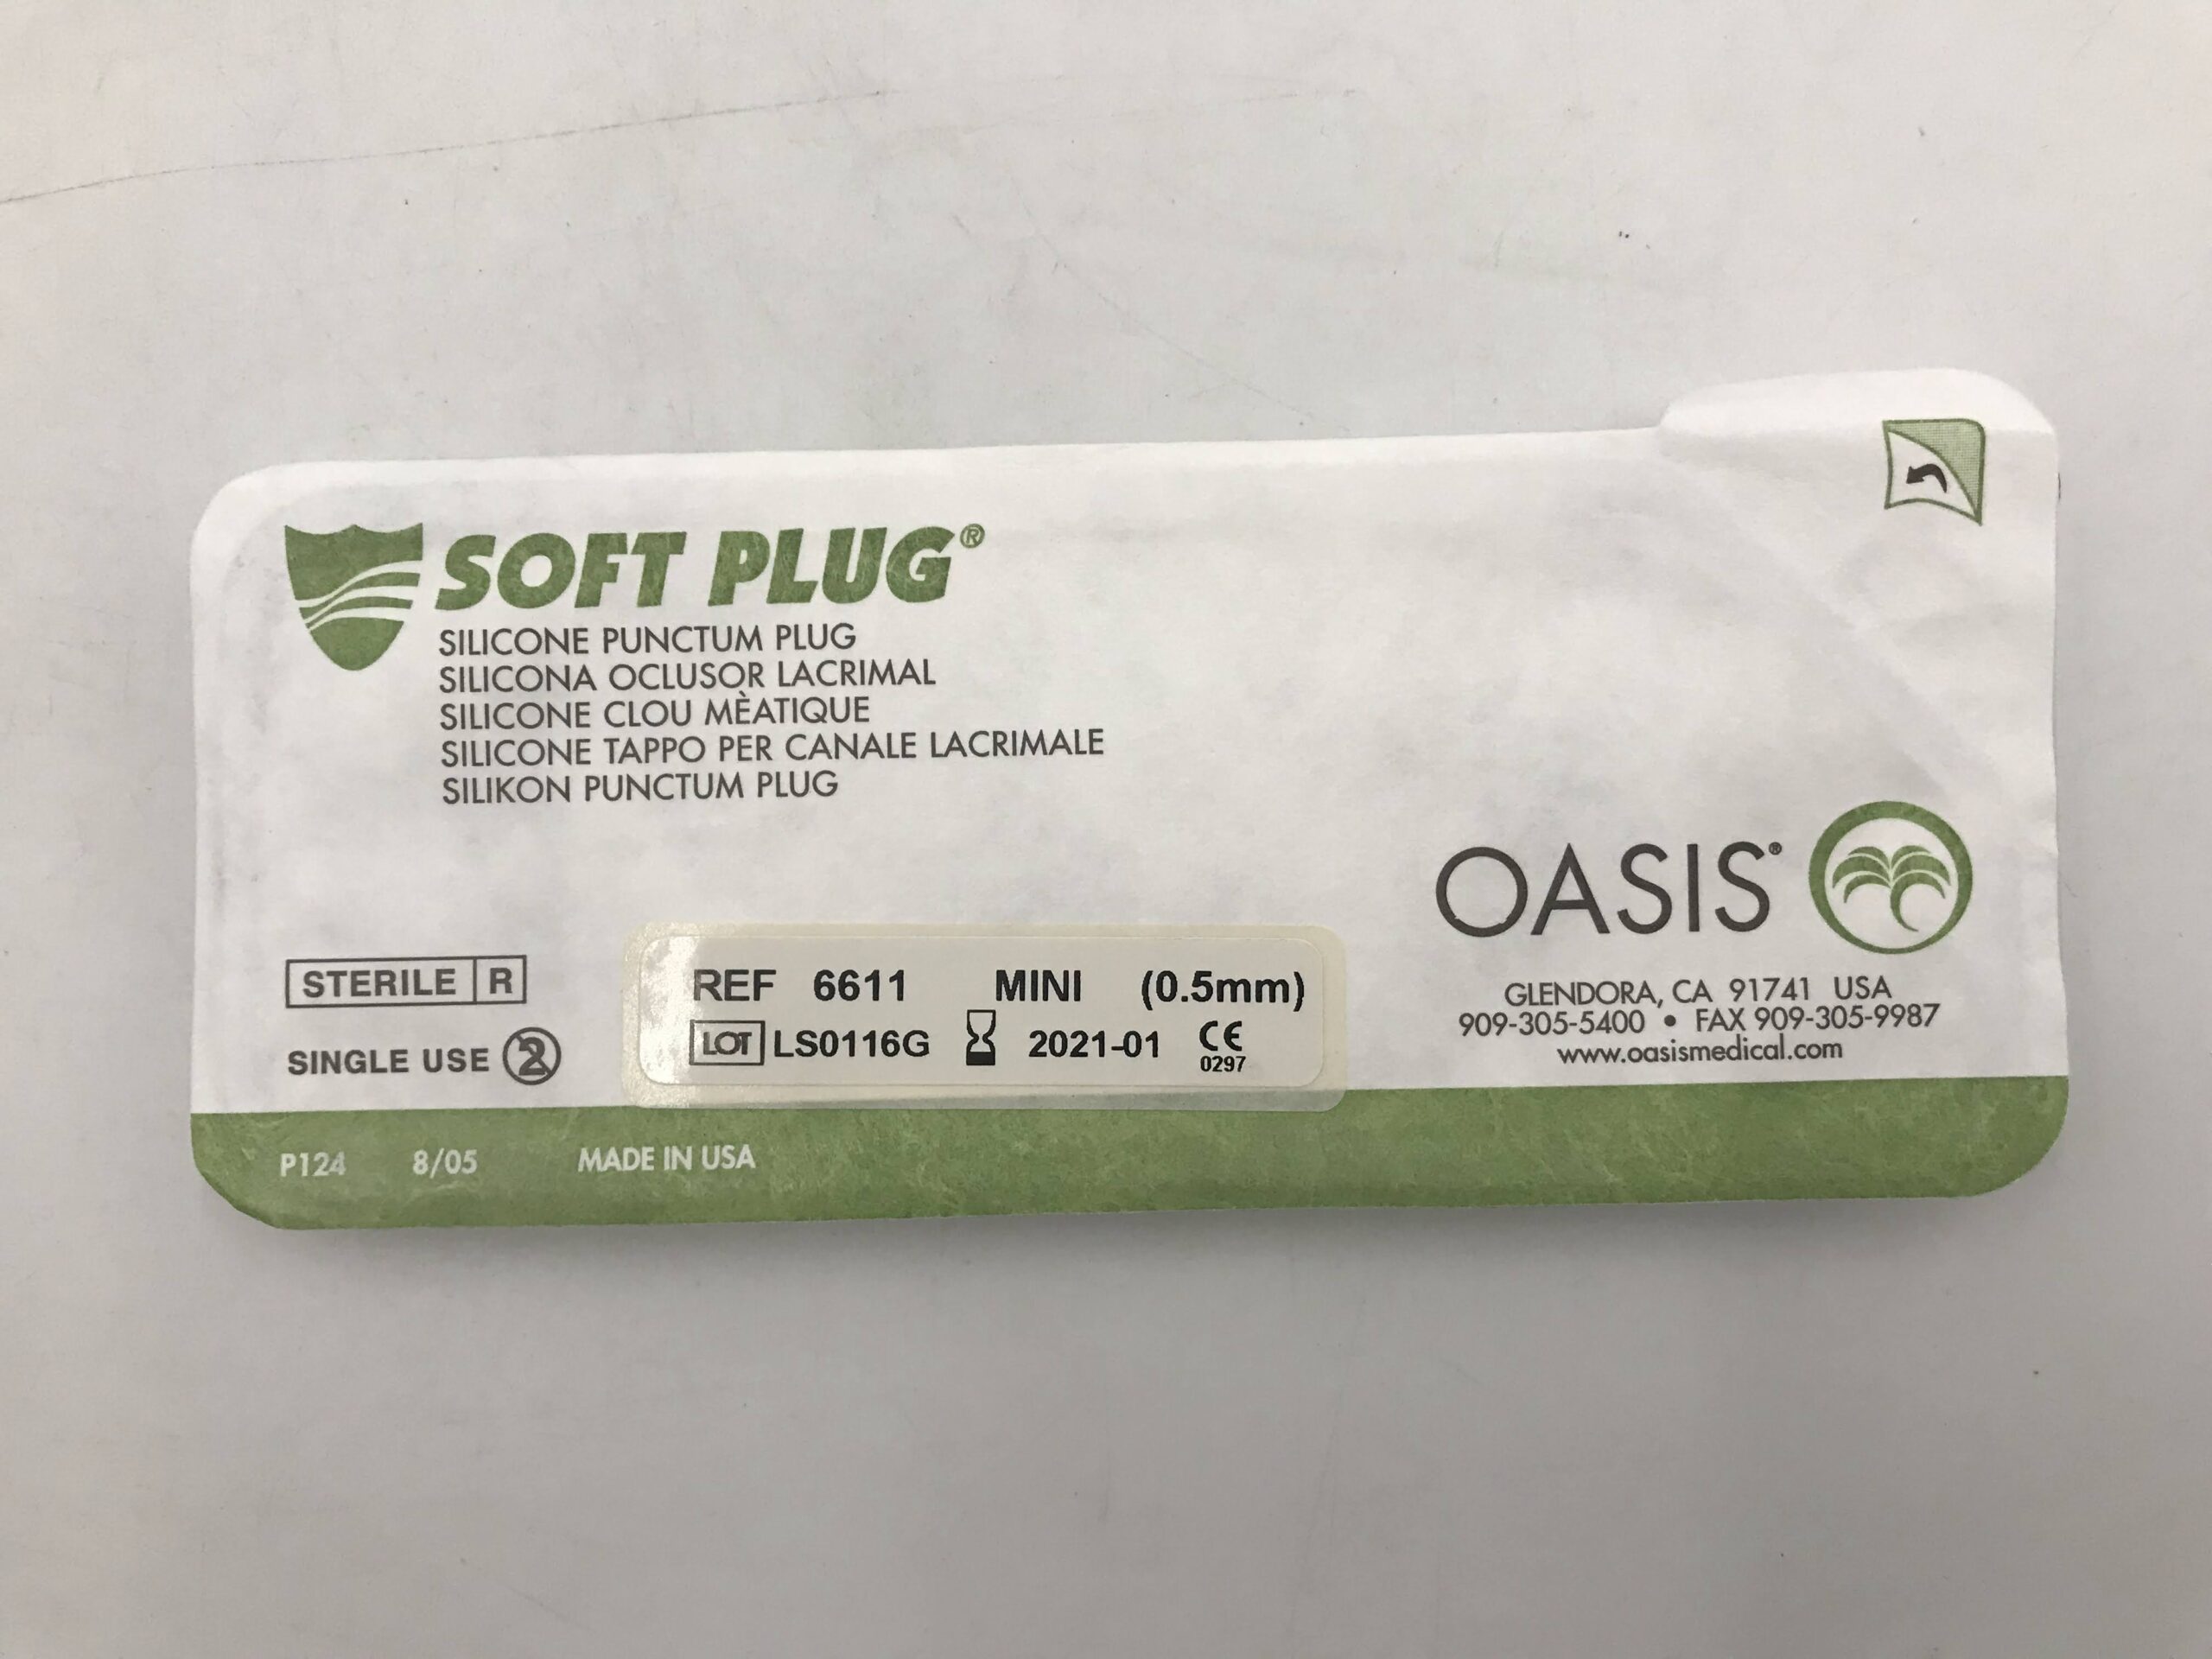 SOFT PLUG®
SILICONE PUNCTUM PLUG
SILICONA OCLUSOR LACRIMAL
SILICONE CLOU MÈATIQUE
SILICONE TAPPO PER CANALE LACRIMALE
SILIKON PUNCTUM PLUG
OASIS®
GLENDORA, CA 91741 USA
909-305-5400 • FAX 909-305-9987
www.oasismedical.com
STERILE R
SINGLE USE 2
REF 6611 MINI (0.5mm)
LOT LS0116G 2021-01 CE
0297
P124 8/05 MADE IN USA